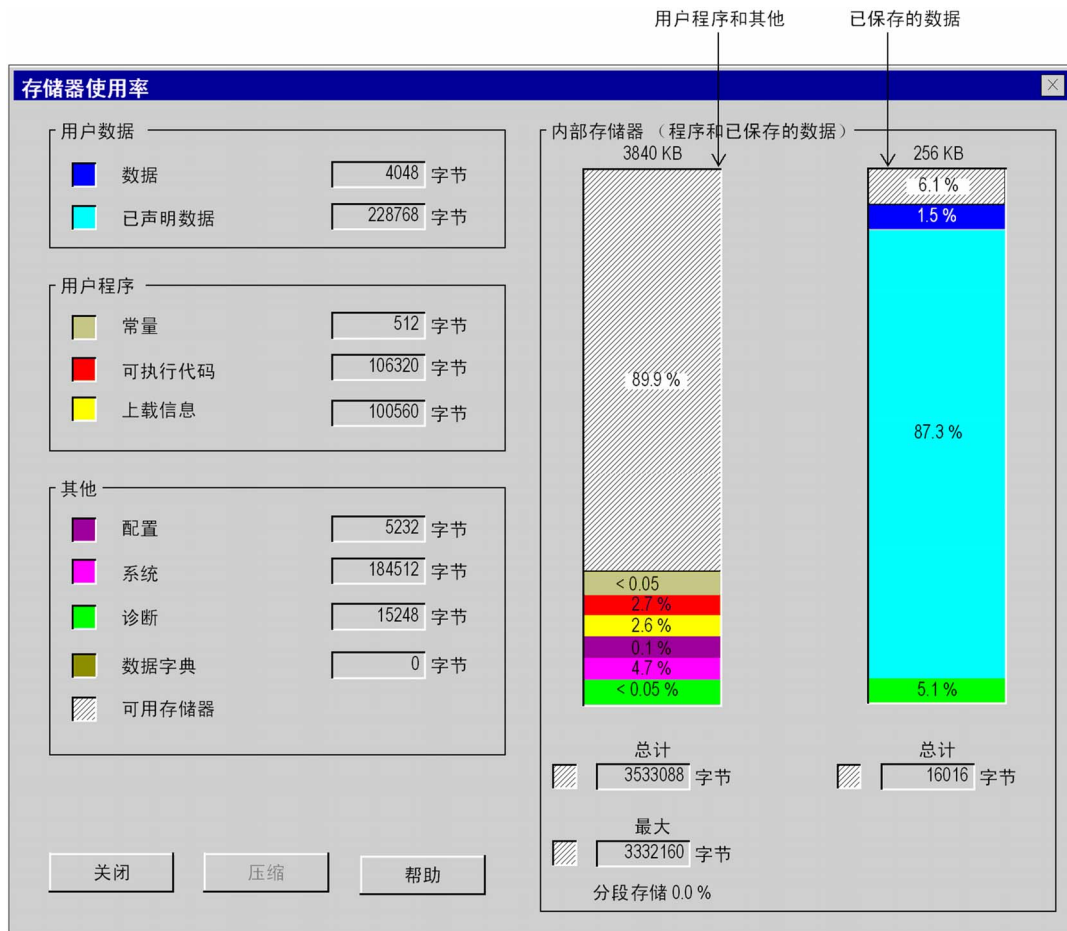 用户程序和其他 已保存的数据
存储器使用率
用户数据
数据 4048 字节
已声明数据 228768 字节
用户程序
常量 512 字节
可执行代码 106320 字节
上载信息 100560 字节
其他
配置 5232 字节
系统 184512 字节
诊断 15248 字节
数据字典 0 字节
可用存储器
关闭 压缩 帮助
内部存储器 （程序和已保存的数据）
3840 KB 256 KB
89.9 %
< 0.05
2.7 %
2.6 %
0.1 %
4.7 %
< 0.05 %
6.1 %
1.5 %
87.3 %
5.1 %
总计 总计
3533088 字节 16016 字节
最大
3332160 字节
分段存储 0.0 %